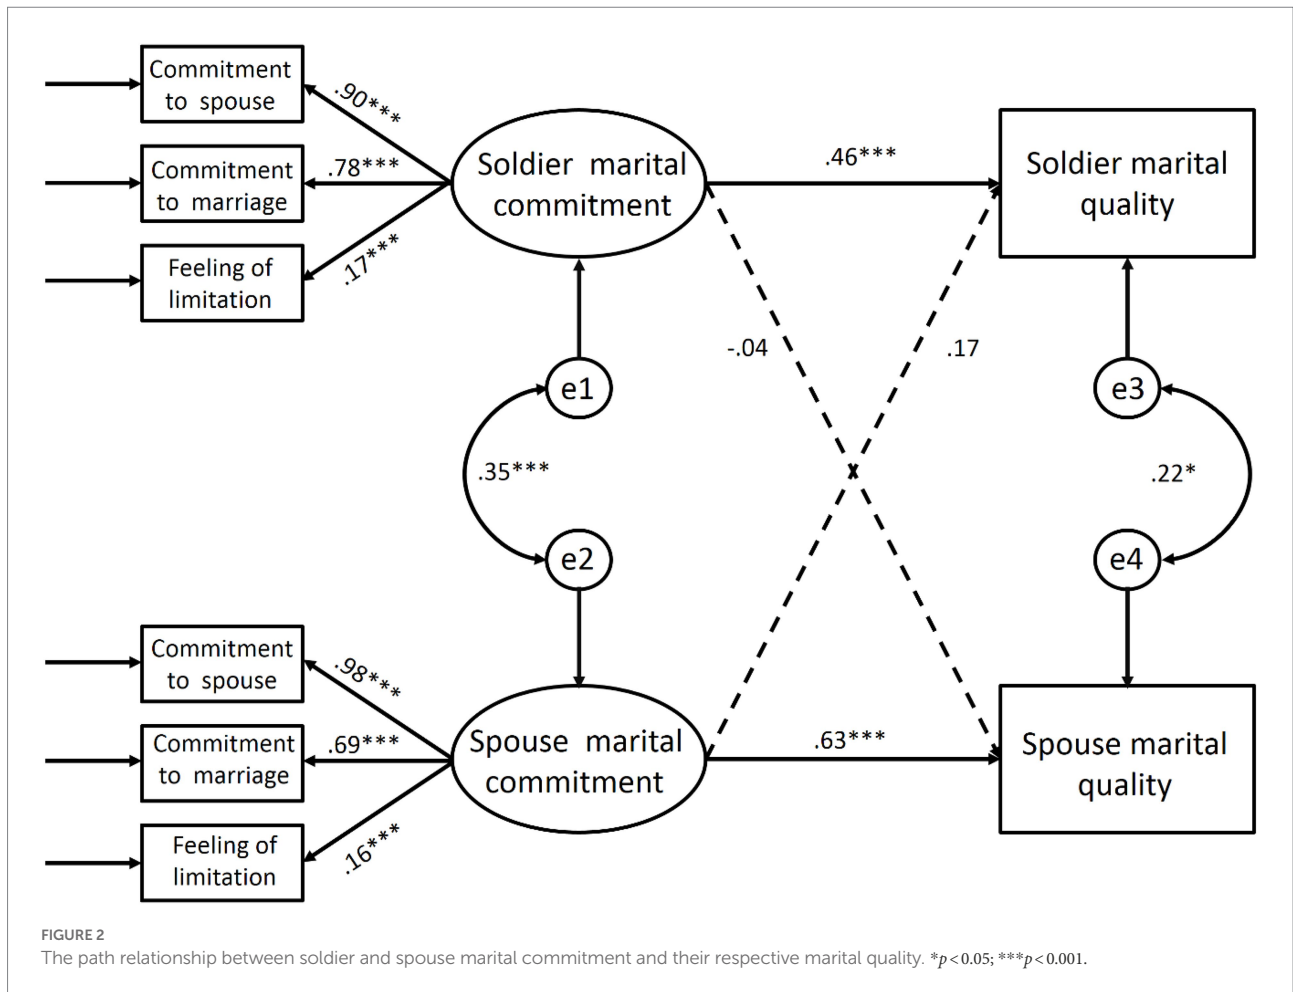 Commitment
to spouse
.90***
Commitment
to marriage
.78***
Feeling of
limitation
.17***
Soldier marital
commitment
.46***
Soldier marital
quality
-.04
.17
e1
e3
.35***
.22*
e2
e4
Commitment
to spouse
.98***
Commitment
to marriage
.69***
Feeling of
limitation
.16***
Spouse marital
commitment
.63***
Spouse marital
quality
FIGURE 2
The path relationship between soldier and spouse marital commitment and their respective marital quality. *p<0.05; ***p<0.001.